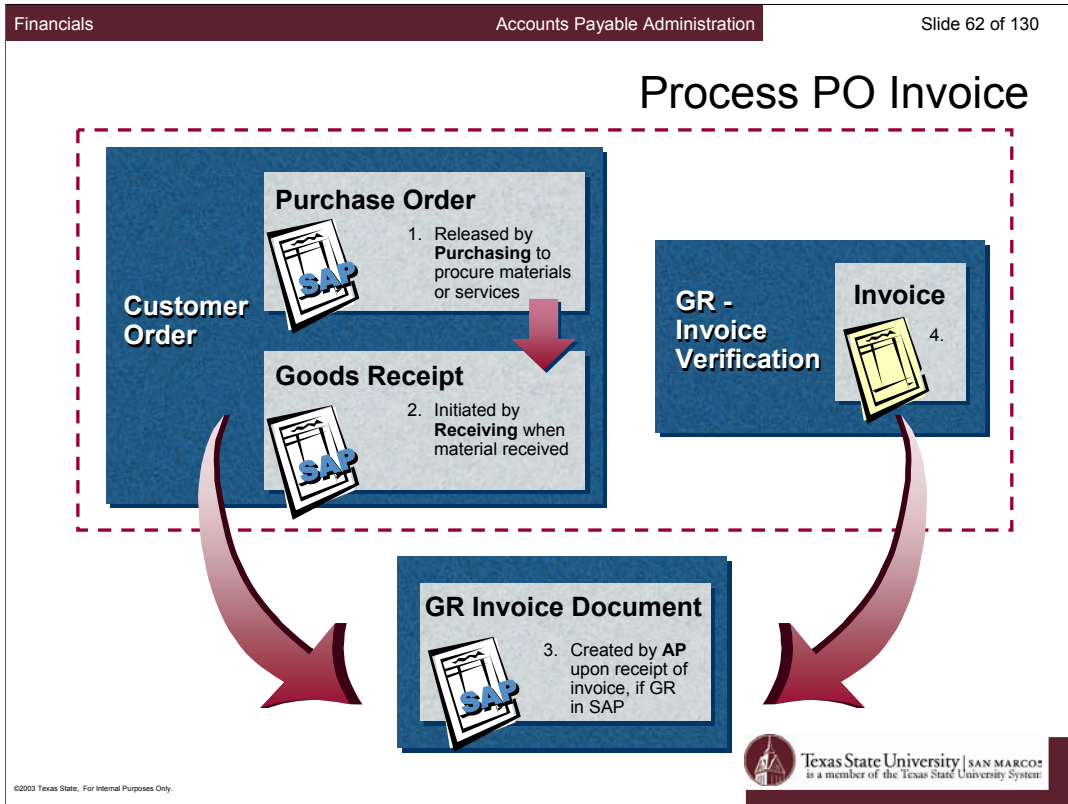 Financials
Accounts Payable Administration
Slide 62 of 130
Process PO Invoice
Customer
Order
Purchase Order
SAP
1. Released by
Purchasing to
procure materials
or services
Goods Receipt
SAP
2. Initiated by
Receiving when
material received
GR -
Invoice
Verification
Invoice
4.
GR Invoice Document
SAP
3. Created by AP
upon receipt of
invoice, if GR
in SAP
Texas State University | SAN MARCOS
is a member of the Texas State University System
©2003 Texas State, For Internal Purposes Only.